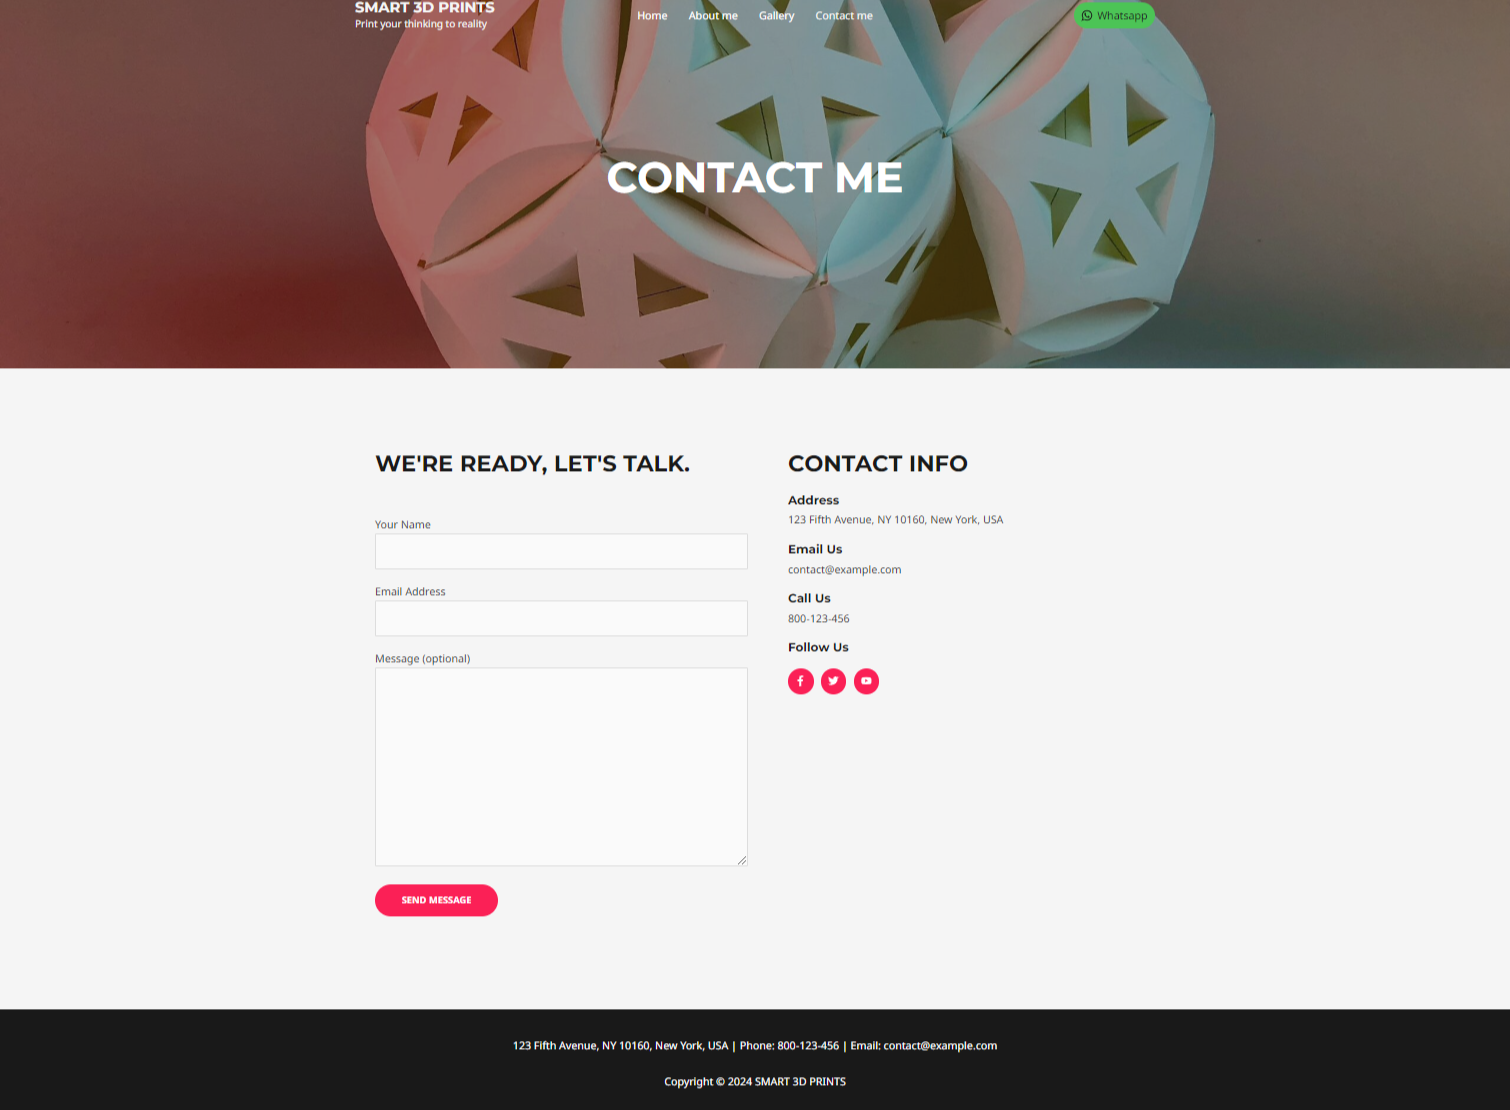 SMART 3D PRINTS
Print your thinking to reality
Home About me Gallery Contact me
Whatsapp
CONTACT ME
WE'RE READY, LET'S TALK.
Your Name
Email Address
Message (optional)
SEND MESSAGE
CONTACT INFO
Address
123 Fifth Avenue, NY 10160, New York, USA
Email Us
contact@example.com
Call Us
800-123-456
Follow Us
123 Fifth Avenue, NY 10160, New York, USA | Phone: 800-123-456 | Email: contact@example.com
Copyright © 2024 SMART 3D PRINTS